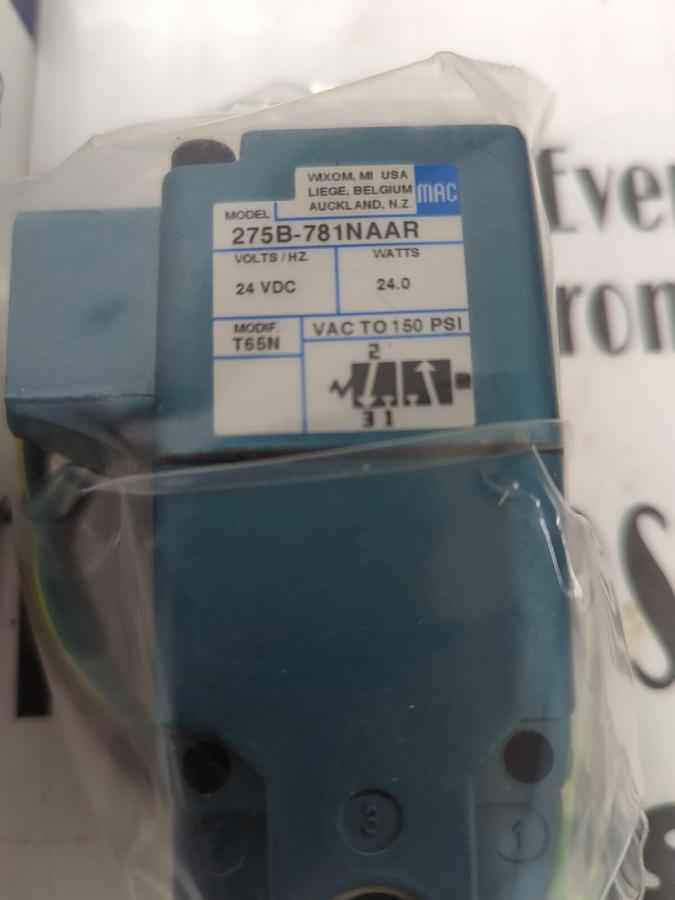 WIXOM, MI USA
LIEGE, BELGIUM
AUCKLAND, N.Z.
MAC
MODEL
275B-781NAAR
VOLTS/HZ
WATTS
24 VDC
24.0
MODIF.
T65N
VAC TO 150 PSI
2
3 1
3
2
1